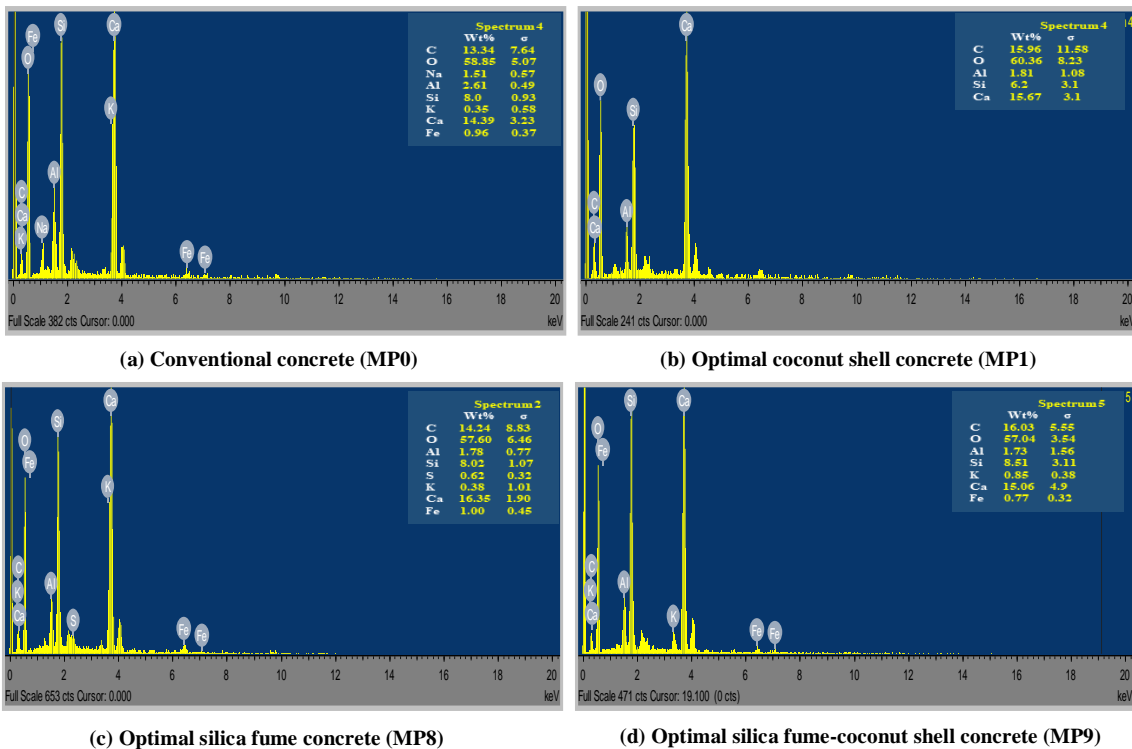 Spectrum 4
Wt% σ
C 13.34 7.64
O 58.85 5.07
Na 1.51 0.57
Al 2.61 0.49
Si 8.0 0.93
K 0.35 0.58
Ca 14.39 3.23
Fe 0.96 0.37
Fe
O
Si
Ca
K
Al
C
Ca
K
Na
Fe
Fe
0 2 4 6 8 10 12 14 16 18 20
Full Scale 382 cts Cursor: 0.000 keV
(a) Conventional concrete (MP0)
Spectrum 4
Wt% σ
C 15.96 11.58
O 60.36 8.23
Al 1.81 1.08
Si 6.2 3.1
Ca 15.67 3.1
4
Ca
O
Si
C
Al
Ca
0 2 4 6 8 10 12 14 16 18 20
Full Scale 241 cts Cursor: 0.000 keV
(b) Optimal coconut shell concrete (MP1)
Spectrum 2
Wt% σ
C 14.24 8.83
O 57.60 6.46
Al 1.78 0.77
Si 8.02 1.07
S 0.62 0.32
K 0.38 1.01
Ca 16.35 1.90
Fe 1.00 0.45
Ca
Si
O
Fe
K
C
K
Al
Ca
S
Fe
Fe
0 2 4 6 8 10 12 14 16 18 20
Full Scale 653 cts Cursor: 0.000 keV
(c) Optimal silica fume concrete (MP8)
Spectrum 5
Wt% σ
C 16.03 5.55
O 57.04 3.54
Al 1.73 1.56
Si 8.51 3.11
K 0.85 0.38
Ca 15.06 4.9
Fe 0.77 0.32
5
Si
Ca
O
Fe
C
K
Al
Ca
K
Fe
Fe
0 2 4 6 8 10 12 14 16 18 20
Full Scale 471 cts Cursor: 19.100 (0 cts) keV
(d) Optimal silica fume-coconut shell concrete (MP9)